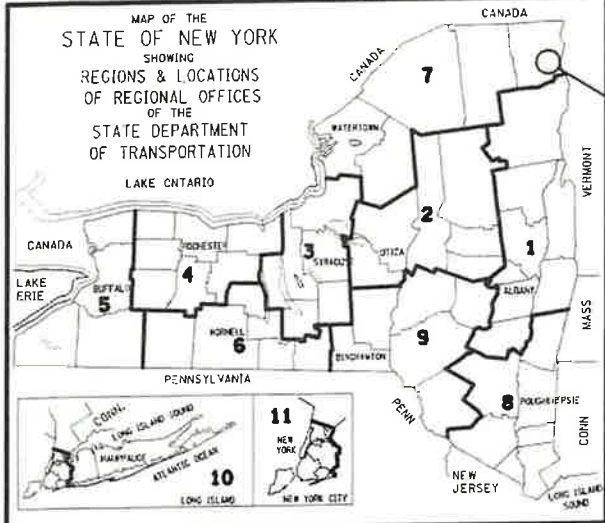 MAP OF THE
STATE OF NEW YORK
SHOWING
REGIONS & LOCATIONS
OF REGIONAL OFFICES
OF THE
STATE DEPARTMENT
OF TRANSPORTATION
LAKE ONTARIO
CANADA
CANADA
7
WATERTOWN
VERMONT
2
1
CANADA
ROCHESTER
3
SYRACUSE
UTICA
LAKE
ERIE
BUFFALO
5
4
ALBANY
MASS
HORNELL
6
BINGHAMTON
9
PENNSYLVANIA
PENN
8
POUGHKEEPSIE
CONN
NEW
JERSEY
LONG ISLAND
SOUND
CONN.
LONG ISLAND SOUND
HAUPPAUGE
ATLANTIC OCEAN
10
LONG ISLAND
11
NEW
YORK
NEW YORK CITY